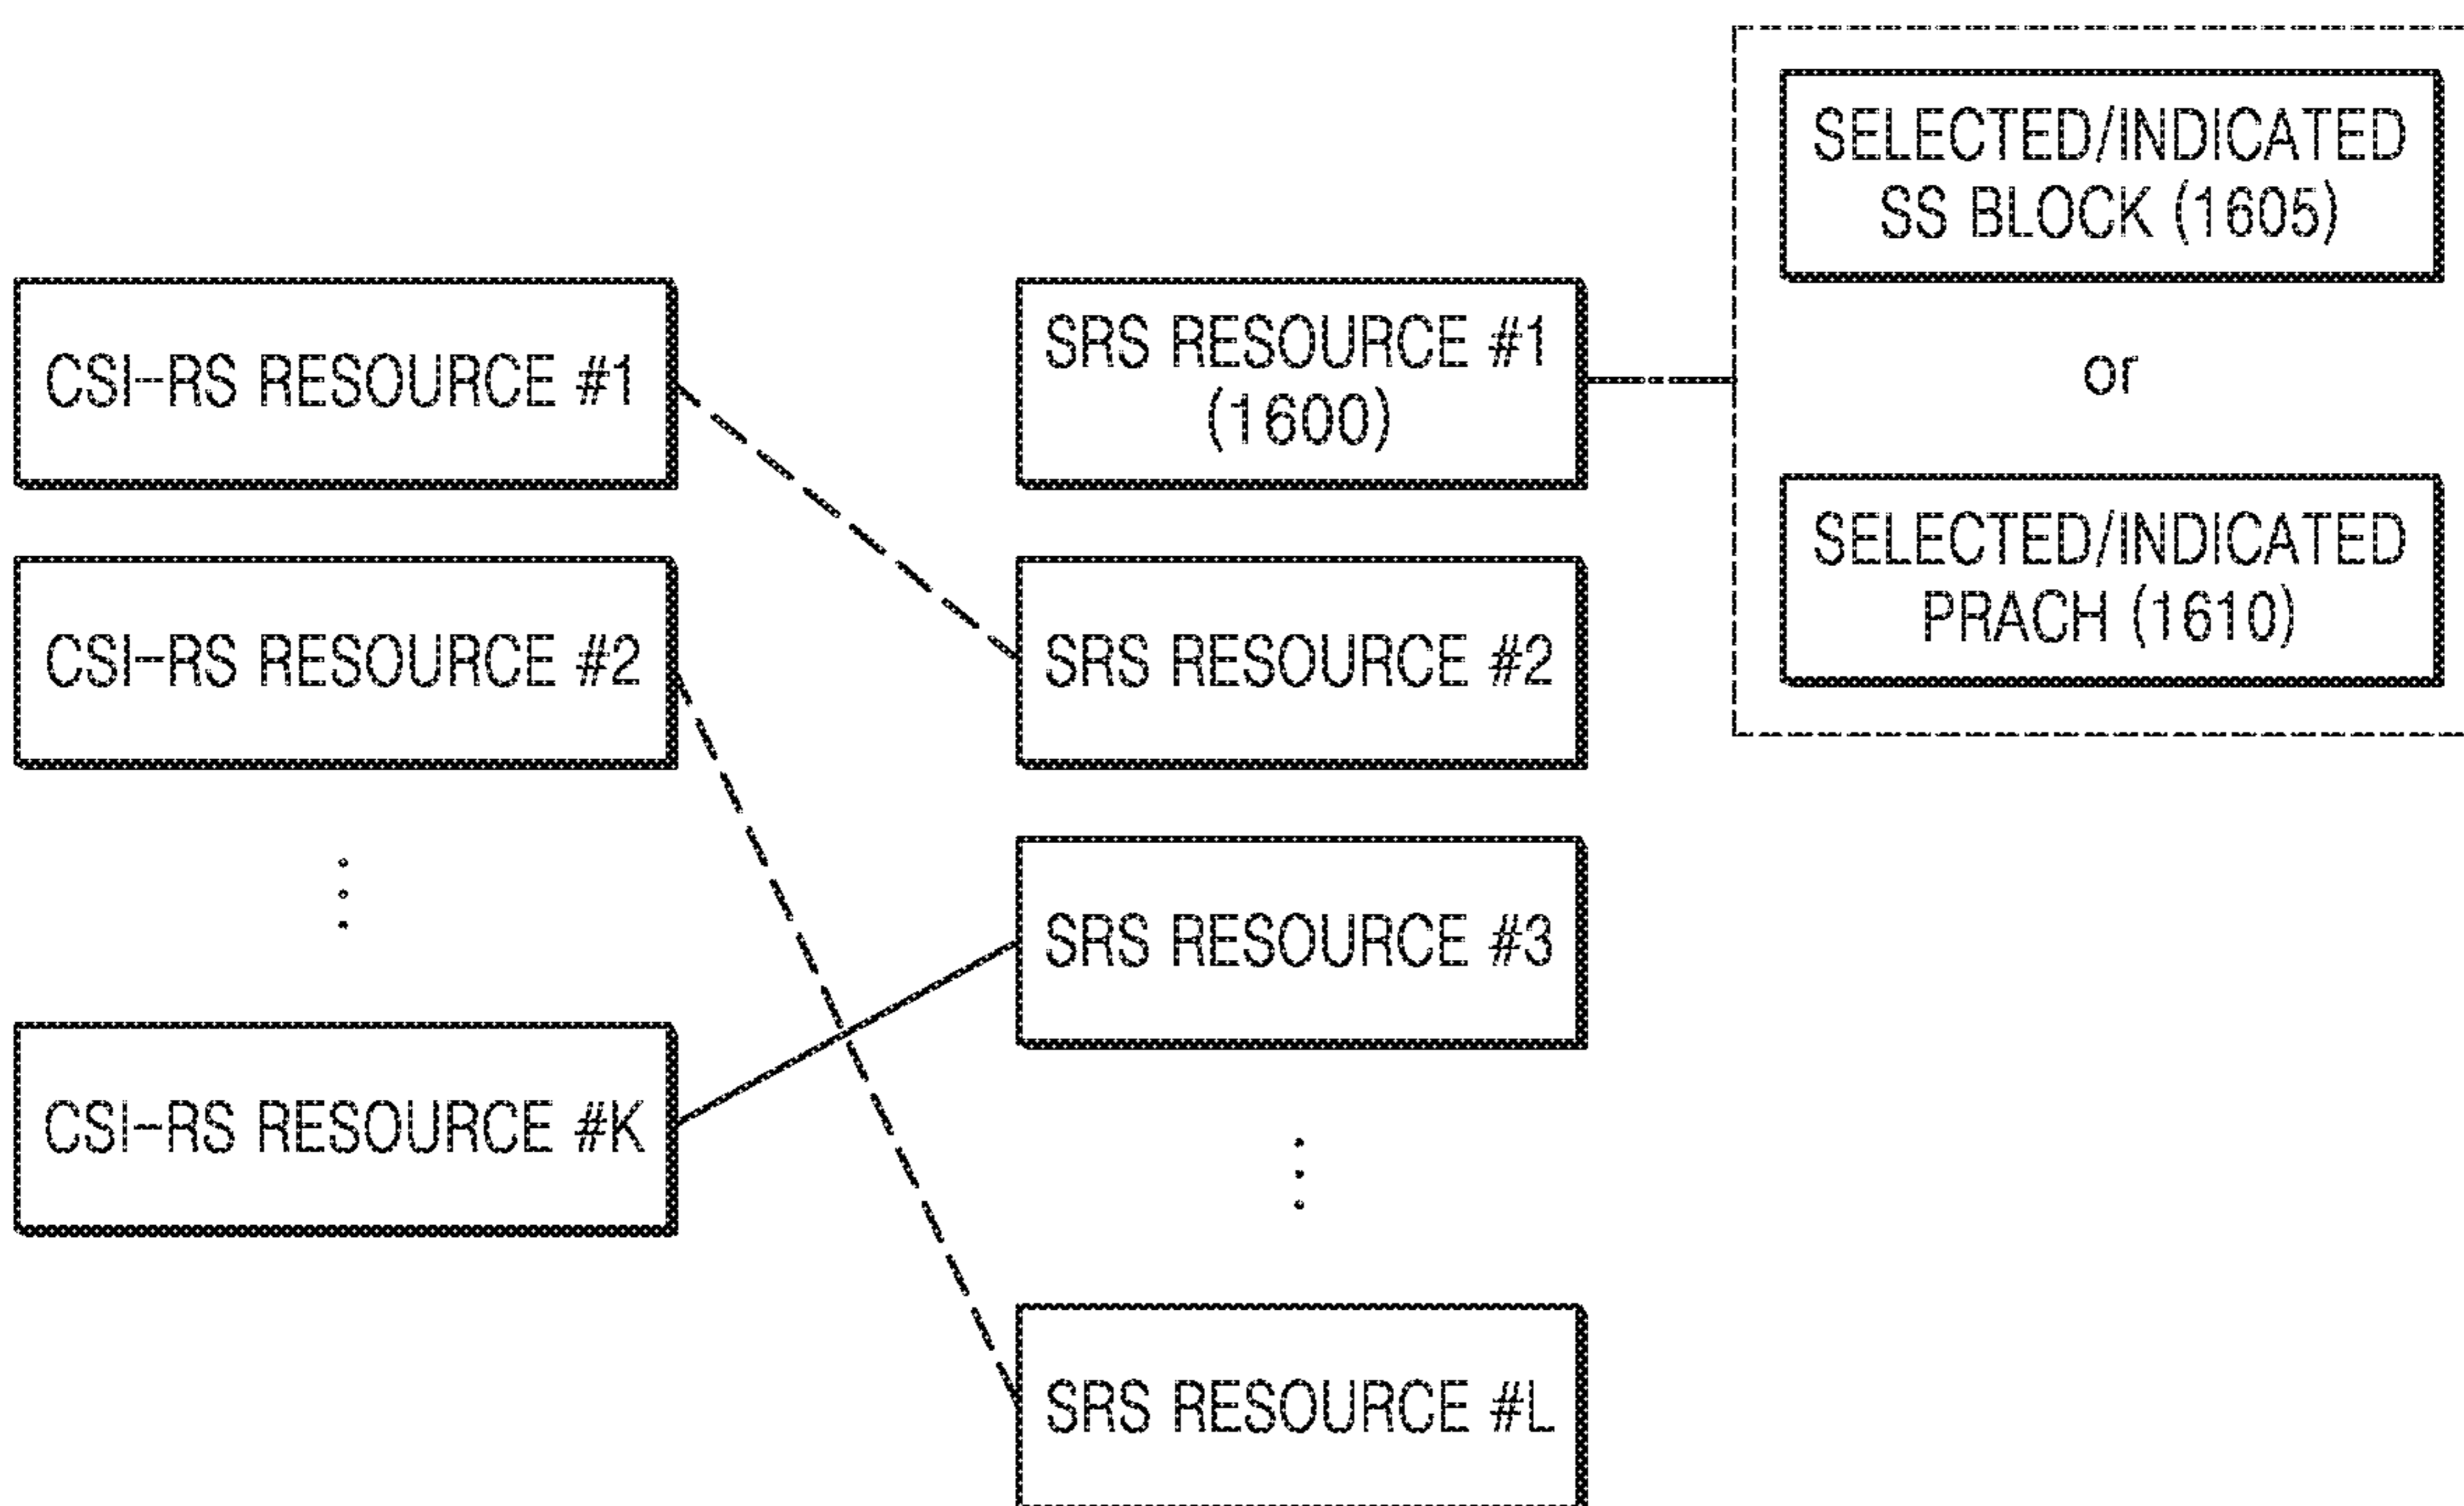 CSI-RS RESOURCE #1
CSI-RS RESOURCE #2
CSI-RS RESOURCE #K
SRS RESOURCE #1
(1600)
SRS RESOURCE #2
SRS RESOURCE #3
SRS RESOURCE #L
SELECTED/INDICATED
SS BLOCK (1605)
or
SELECTED/INDICATED
PRACH (1610)